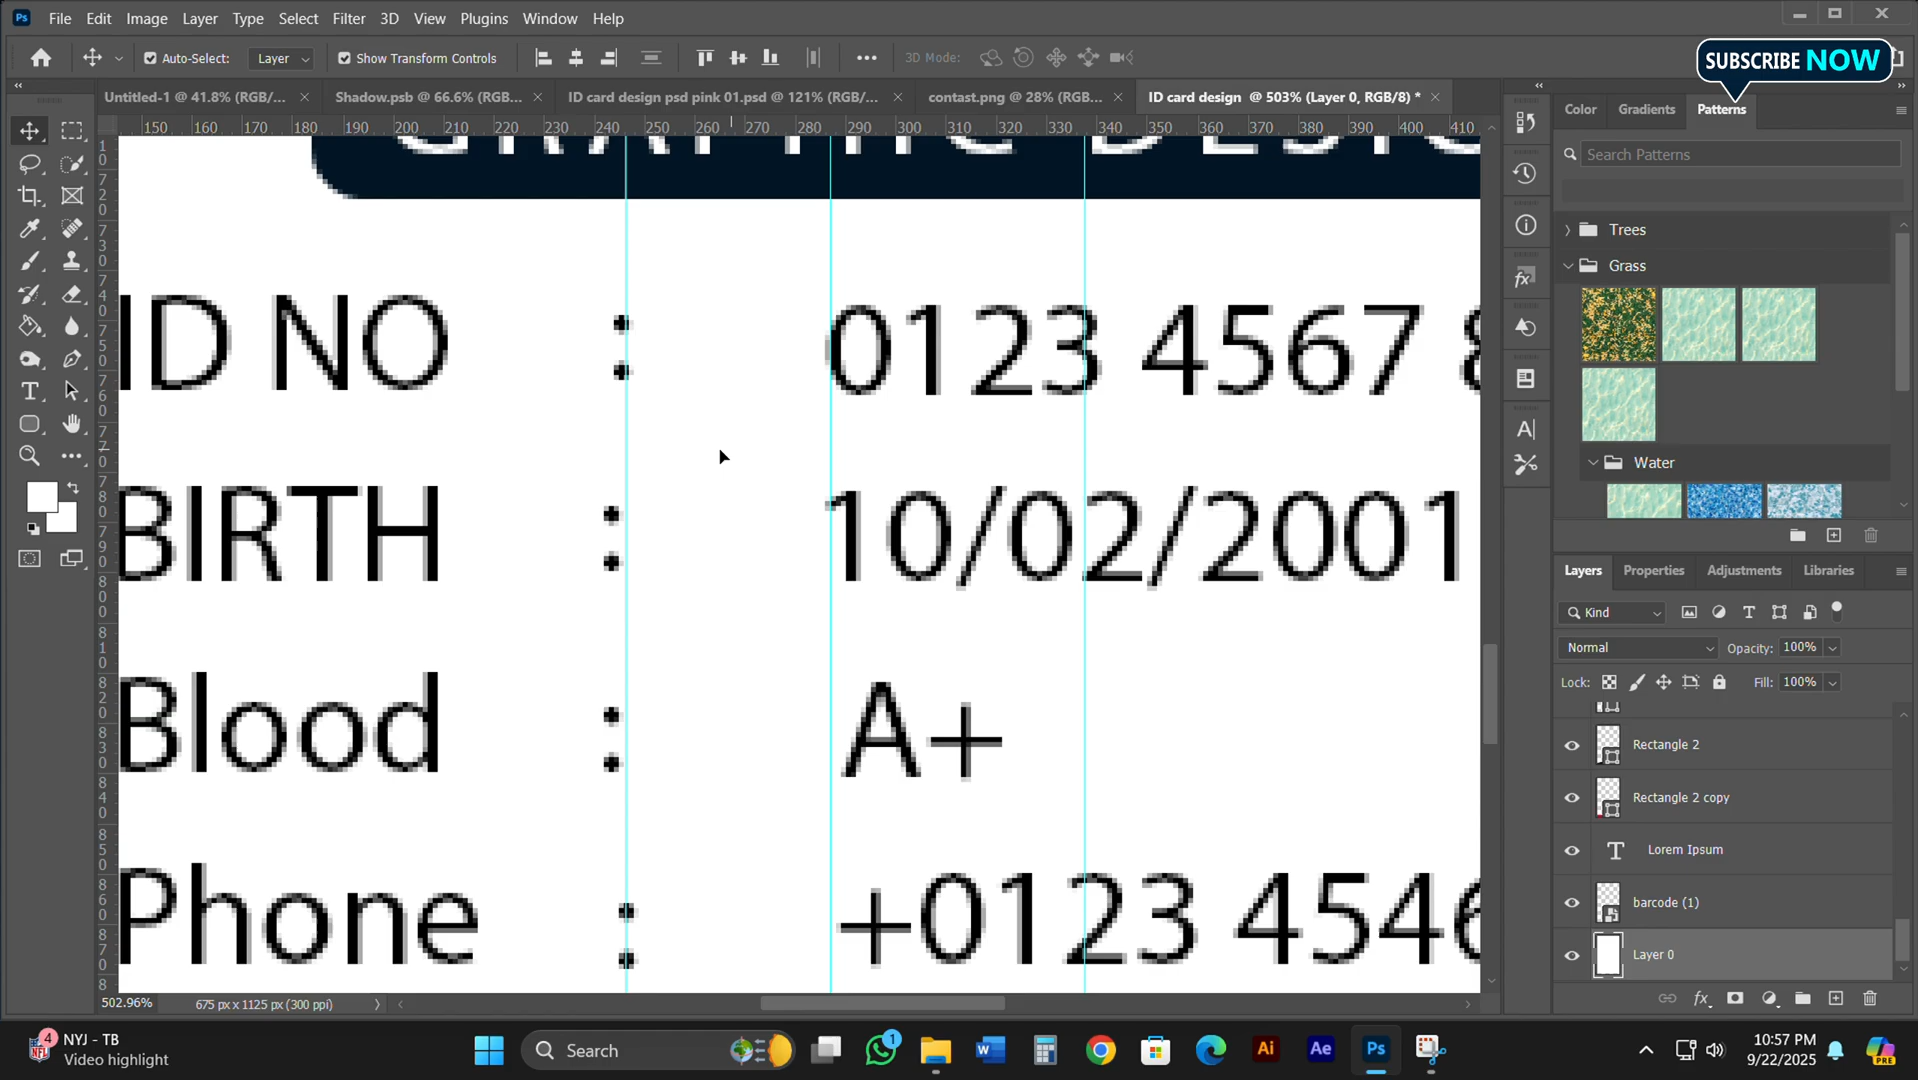 Ps File Edit Image Layer Type Select Filter 3D View Plugins Window Help
Auto-Select: Layer Show Transform Controls ••• 3D Mode:
SUBSCRIBE NOW
Untitled-1 @ 41.8% (RGB/... × Shadow.psb @ 66.6% (RGB... × ID card design psd pink 01.psd @ 121% (RGB/... × contast.png @ 28% (RGB... × ID card design @ 503% (Layer 0, RGB/8) * ×
Color Gradients Patterns
150 160 170 180 190 200 210 220 230 240 250 260 270 280 290 300 310 320 330 340 350 360 370 380 390 400 410
Search Patterns
Trees
Grass
Water
ID NO : 0123 4567 8
BIRTH : 10/02/2001
Blood : A+
Phone : +0123 4546
Layers Properties Adjustments Libraries
Kind
Normal Opacity: 100%
Lock: Fill: 100%
Rectangle 2
Rectangle 2 copy
Lorem Ipsum
barcode (1)
Layer 0
502.96% 675 px x 1125 px (300 ppi)
4 NYJ - TB
Video highlight
Search
1
Ai Ae Ps
10:57 PM
9/22/2025
PRE